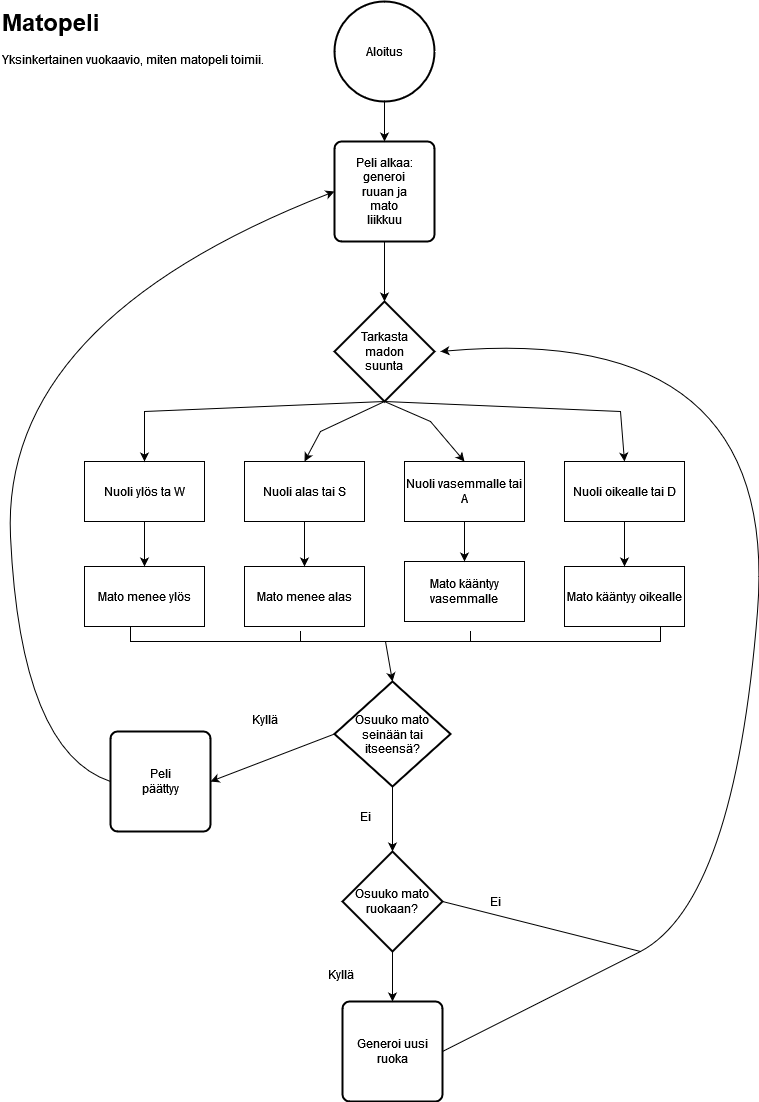 Matopeli
Yksinkertainen vuokaavio, miten matopeli toimii.
Aloitus
Peli alkaa:
generoi
ruuan ja
mato
liikkuu
Tarkasta
madon
suunta
Nuoli ylös ta W
Nuoli alas tai S
Nuoli vasemmalle tai
A
Nuoli oikealle tai D
Mato menee ylös
Mato menee alas
Mato kääntyy
vasemmalle
Mato kääntyy oikealle
Osuuko mato
seinään tai
itseensä?
Kyllä
Peli
päättyy
Ei
Osuuko mato
ruokaan?
Ei
Kyllä
Generoi uusi
ruoka